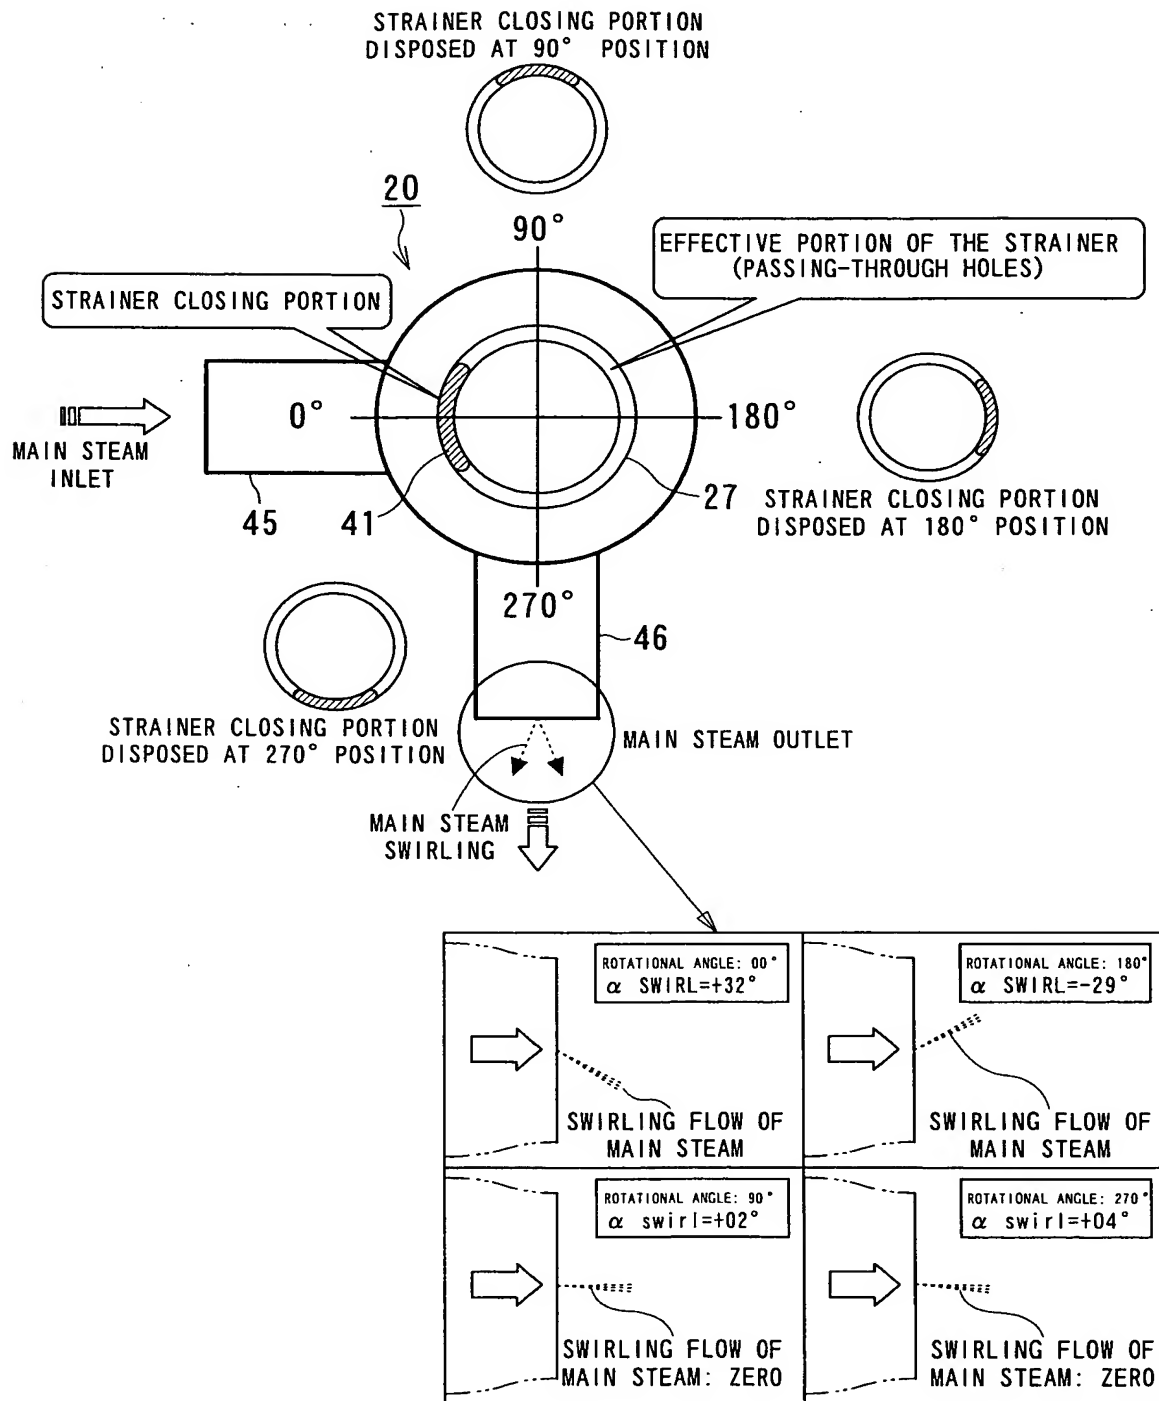 STRAINER CLOSING PORTION
DISPOSED AT 90° POSITION
20
90°
EFFECTIVE PORTION OF THE STRAINER
(PASSING-THROUGH HOLES)
STRAINER CLOSING PORTION
0°
180°
MAIN STEAM
INLET
45
41
27
STRAINER CLOSING PORTION
DISPOSED AT 180° POSITION
270°
46
STRAINER CLOSING PORTION
DISPOSED AT 270° POSITION
MAIN STEAM OUTLET
MAIN STEAM
SWIRLING
ROTATIONAL ANGLE: 00°
α SWIRL=+32°
SWIRLING FLOW OF
MAIN STEAM
ROTATIONAL ANGLE: 180°
α SWIRL=-29°
SWIRLING FLOW OF
MAIN STEAM
ROTATIONAL ANGLE: 90°
α swirl=+02°
SWIRLING FLOW OF
MAIN STEAM: ZERO
ROTATIONAL ANGLE: 270°
α swirl=+04°
SWIRLING FLOW OF
MAIN STEAM: ZERO